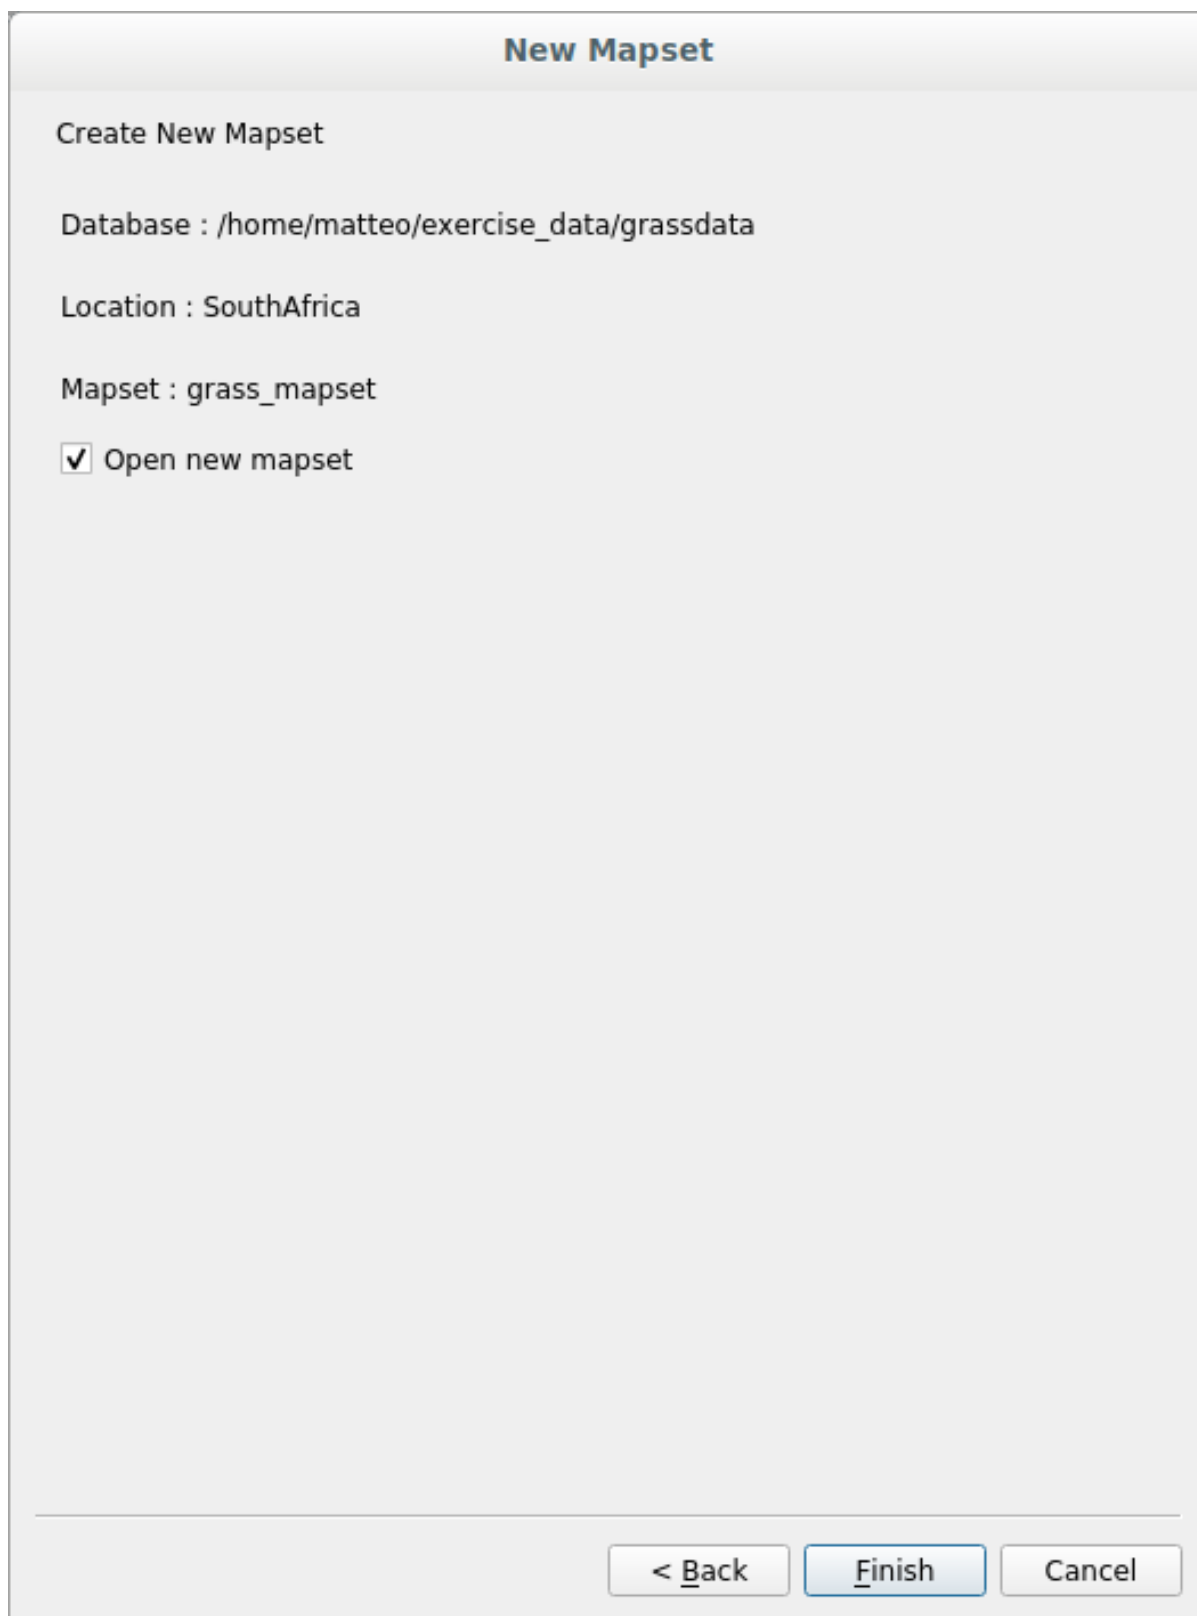 New Mapset
Create New Mapset
Database : /home/matteo/exercise_data/grassdata
Location : SouthAfrica
Mapset : grass_mapset
Open new mapset
< Back Finish Cancel